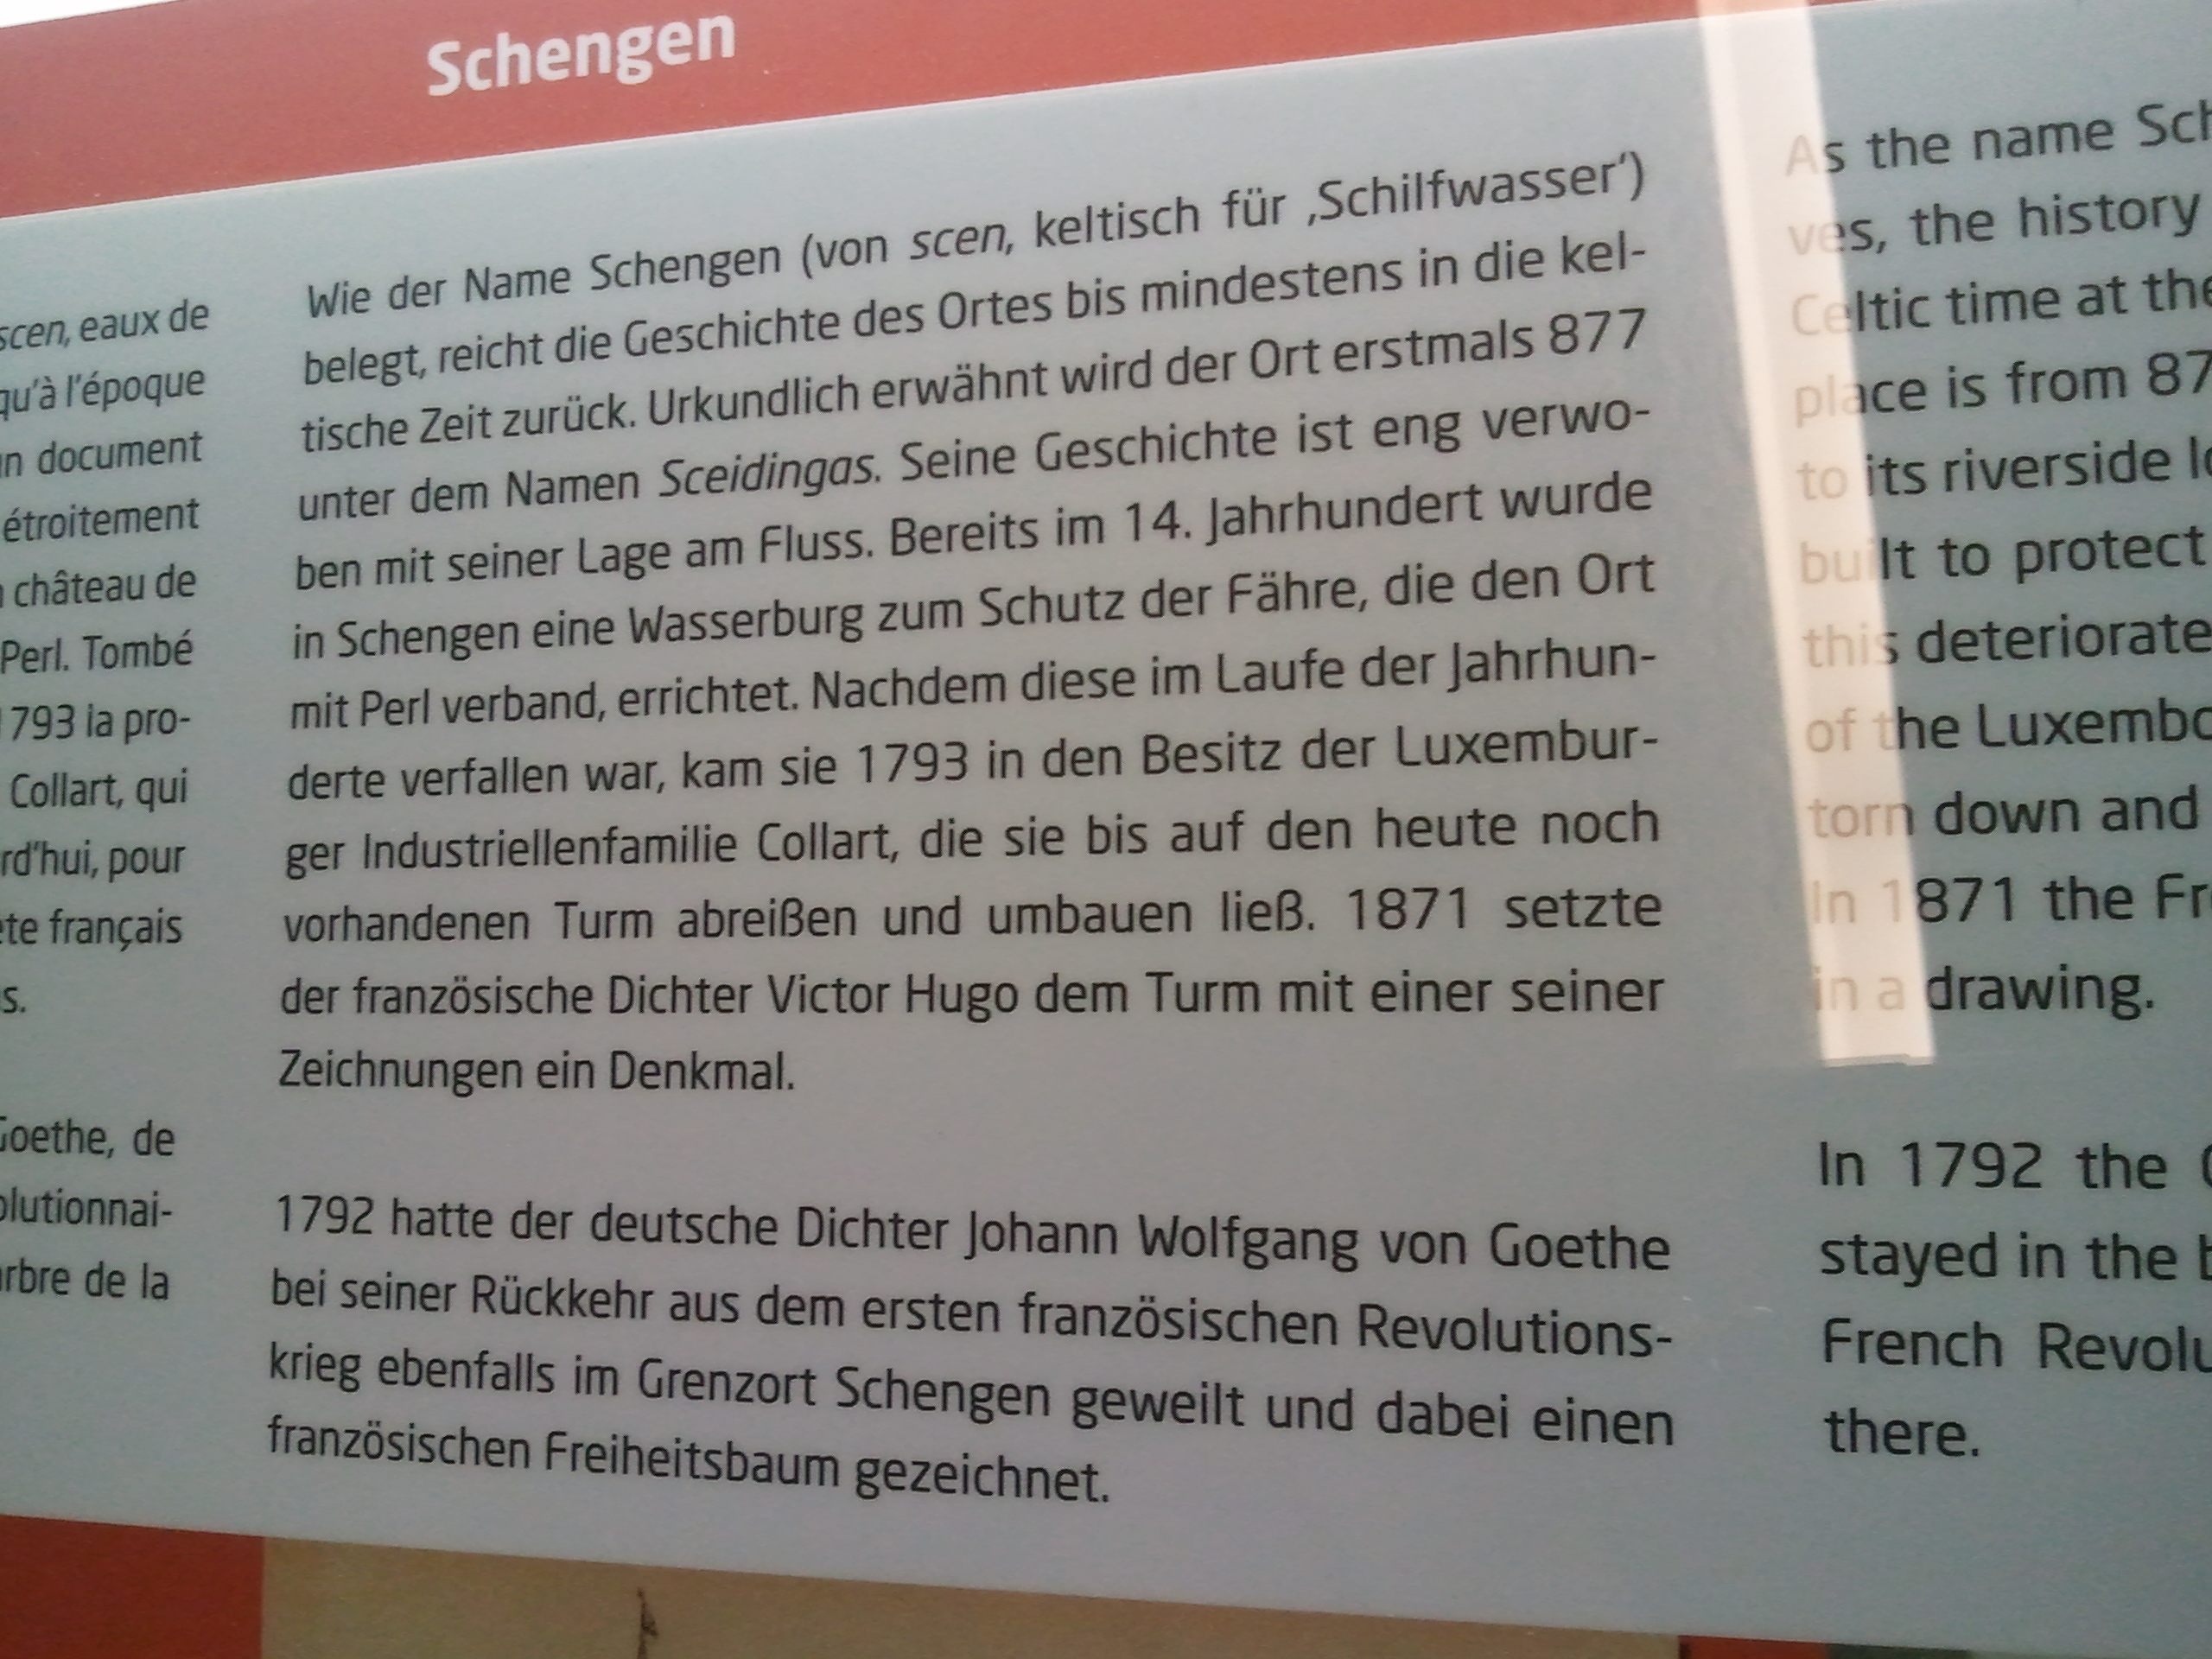 Schengen
scen, eaux de
qu'à l'époque
document
étroitement
château de
Perl. Tombé
1793 la pro-
Collart, qui
pour
français
s.
Goethe, de
de la
Wie der Name Schengen (von scen, keltisch für ‚Schilfwasser‘)
belegt, reicht die Geschichte des Ortes bis mindestens in die kel-
tische Zeit zurück. Urkundlich erwähnt wird der Ort erstmals 877
unter dem Namen Sceidingas. Seine Geschichte ist eng verwo-
ben mit seiner Lage am Fluss. Bereits im 14. Jahrhundert wurde
in Schengen eine Wasserburg zum Schutz der Fähre, die den Ort
mit Perl verband, errichtet. Nachdem diese im Laufe der Jahrhun-
derte verfallen war, kam sie 1793 in den Besitz der Luxembur-
ger Industriellenfamilie Collart, die sie bis auf den heute noch
vorhandenen Turm abreißen und umbauen ließ. 1871 setzte
der französische Dichter Victor Hugo dem Turm mit einer seiner
Zeichnungen ein Denkmal.
1792 hatte der deutsche Dichter Johann Wolfgang von Goethe
bei seiner Rückkehr aus dem ersten französischen Revolutions-
krieg ebenfalls im Grenzort Schengen geweilt und dabei einen
französischen Freiheitsbaum gezeichnet.
As the name
ves, the history
Celtic time at
place is from
to its riverside
built to protect
this
of the
torn down and
In 1871 the
in a drawing.
In 1792 the
stayed in the
French
there.